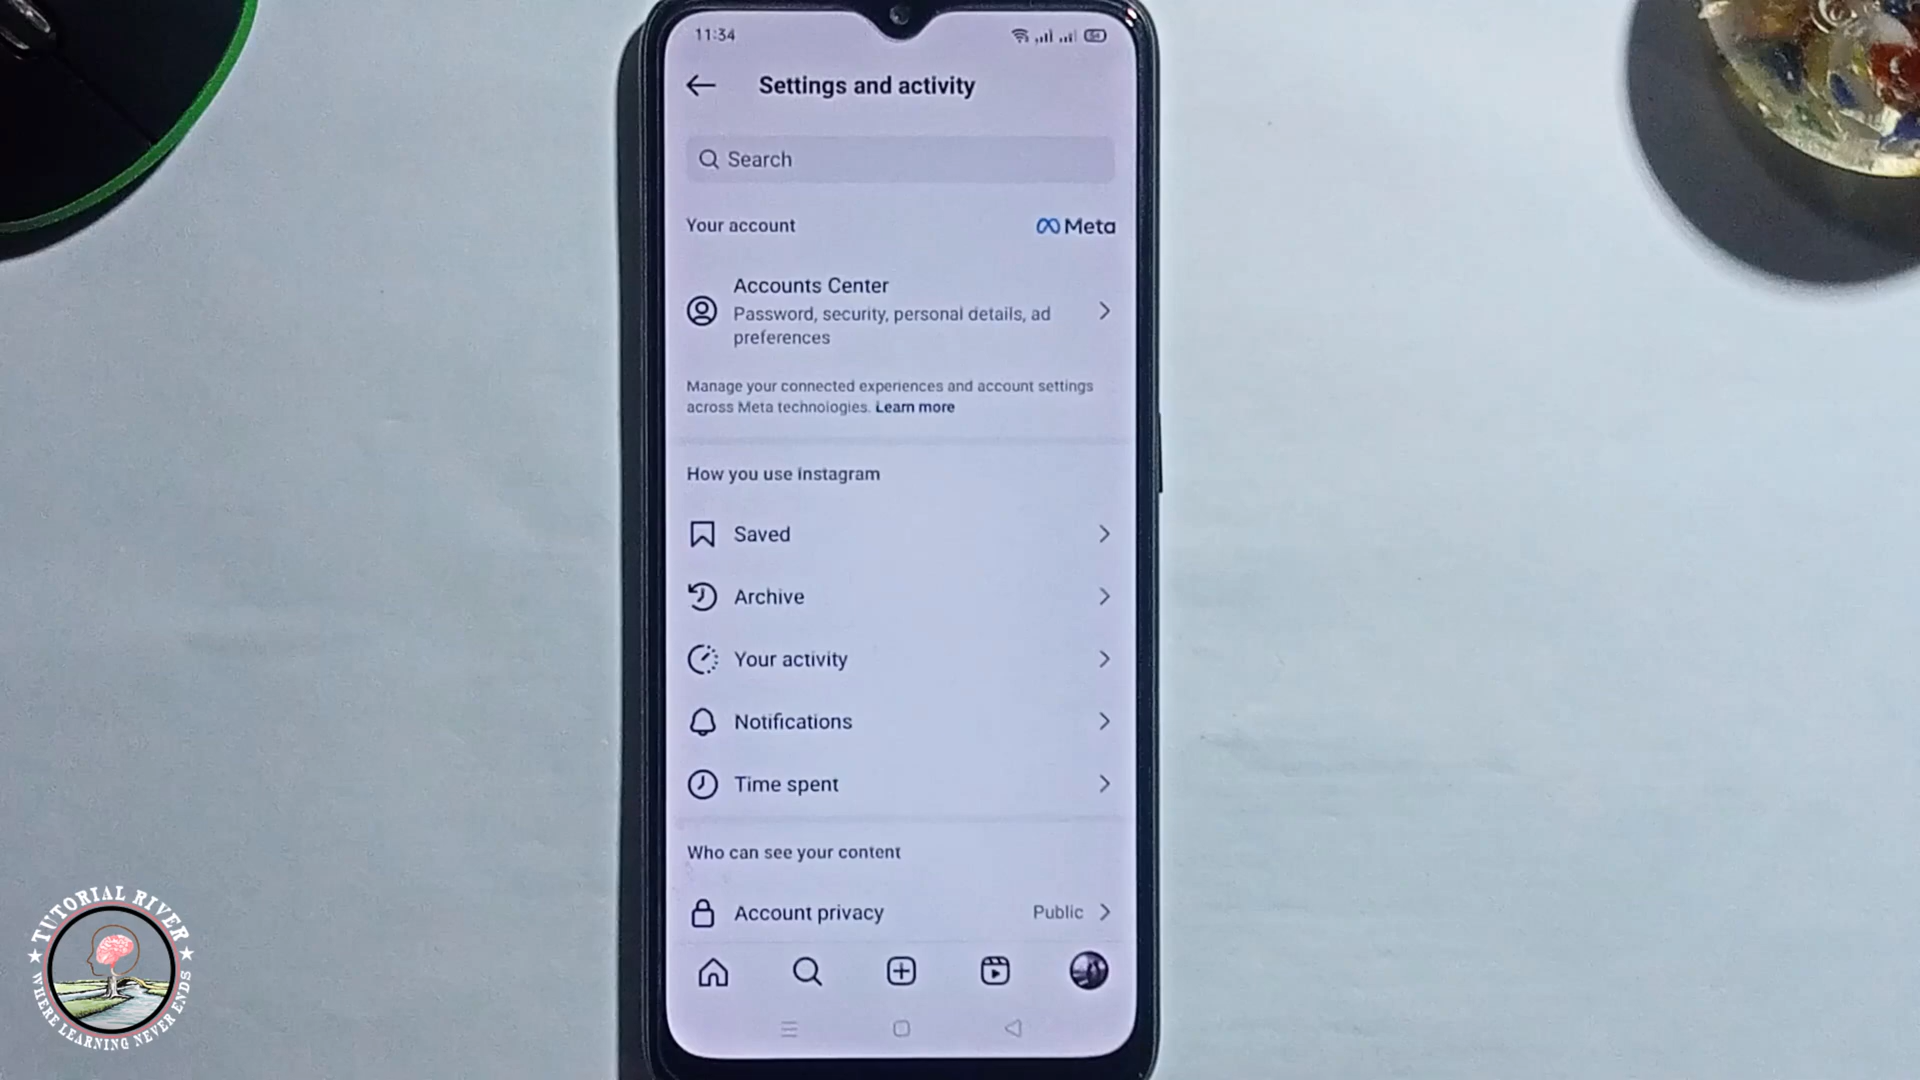 11:34
Settings and activity
Search
Your account
Meta
Accounts Center
Password, security, personal details, ad
preferences
Manage your connected experiences and account settings
across Meta technologies. Learn more
How you use Instagram
Saved
Archive
Your activity
Notifications
Time spent
Who can see your content
Account privacy
Public
TUTORIAL RIVER
WHERE LEARNING NEVER ENDS